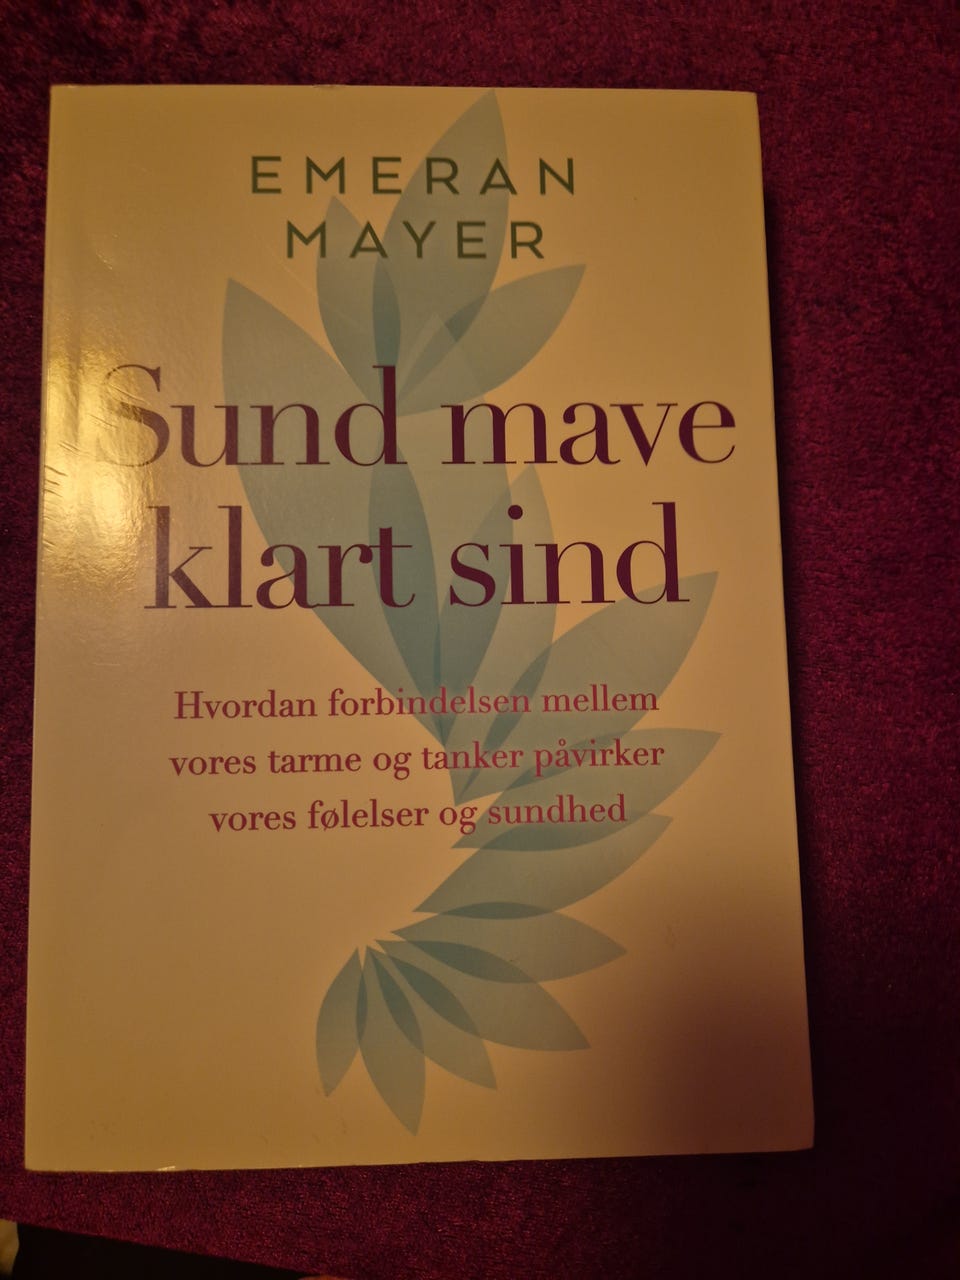 EMERAN
MAYER
Sund mave
klart sind
Hvordan forbindelsen mellem
vores tarme og tanker påvirker
vores følelser og sundhed